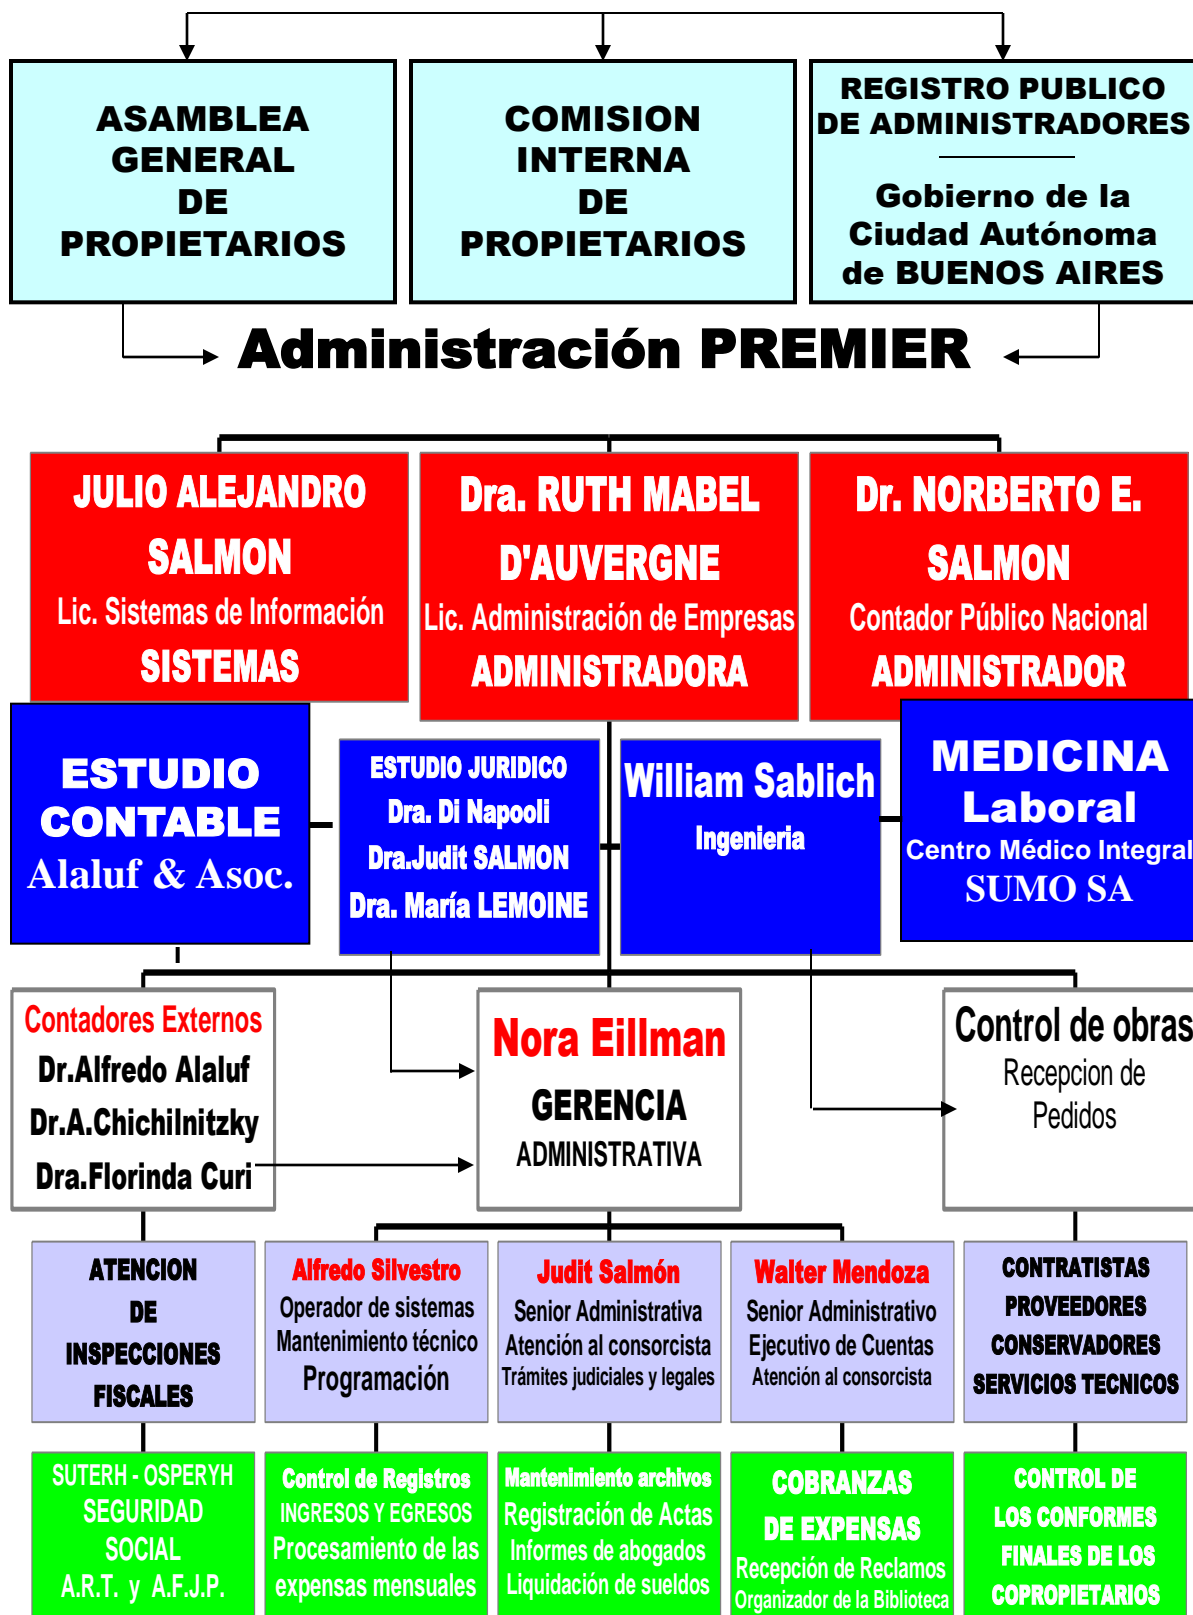 ASAMBLEA
GENERAL
DE
PROPIETARIOS
COMISION
INTERNA
DE
PROPIETARIOS
REGISTRO PUBLICO
DE ADMINISTRADORES
Gobierno de la
Ciudad Autónoma
de BUENOS AIRES
Administración PREMIER
JULIO ALEJANDRO
SALMON
Lic. Sistemas de Información
SISTEMAS
Dra. RUTH MABEL
D'AUVERGNE
Lic. Administración de Empresas
ADMINISTRADORA
Dr. NORBERTO E.
SALMON
Contador Público Nacional
ADMINISTRADOR
ESTUDIO
CONTABLE
Alaluf & Asoc.
ESTUDIO JURIDICO
Dra. Di Napooli
Dra.Judit SALMON
Dra. María LEMOINE
William Sablich
Ingenieria
MEDICINA
Laboral
Centro Médico Integral
SUMO SA
Contadores Externos
Dr.Alfredo Alaluf
Dr.A.Chichilnitzky
Dra.Florinda Curi
Nora Eillman
GERENCIA
ADMINISTRATIVA
Control de obras
Recepcion de
Pedidos
ATENCION
DE
INSPECCIONES
FISCALES
Alfredo Silvestro
Operador de sistemas
Mantenimiento técnico
Programación
Judit Salmón
Senior Administrativa
Atención al consorcista
Trámites judiciales y legales
Walter Mendoza
Senior Administrativo
Ejecutivo de Cuentas
Atención al consorcista
CONTRATISTAS
PROVEEDORES
CONSERVADORES
SERVICIOS TECNICOS
SUTERH - OSPERYH
SEGURIDAD
SOCIAL
A.R.T. y A.F.J.P.
Control de Registros
INGRESOS Y EGRESOS
Procesamiento de las
expensas mensuales
Mantenimiento archivos
Registración de Actas
Informes de abogados
Liquidación de sueldos
COBRANZAS
DE EXPENSAS
Recepción de Reclamos
Organizador de la Biblioteca
CONTROL DE
LOS CONFORMES
FINALES DE LOS
COPROPIETARIOS